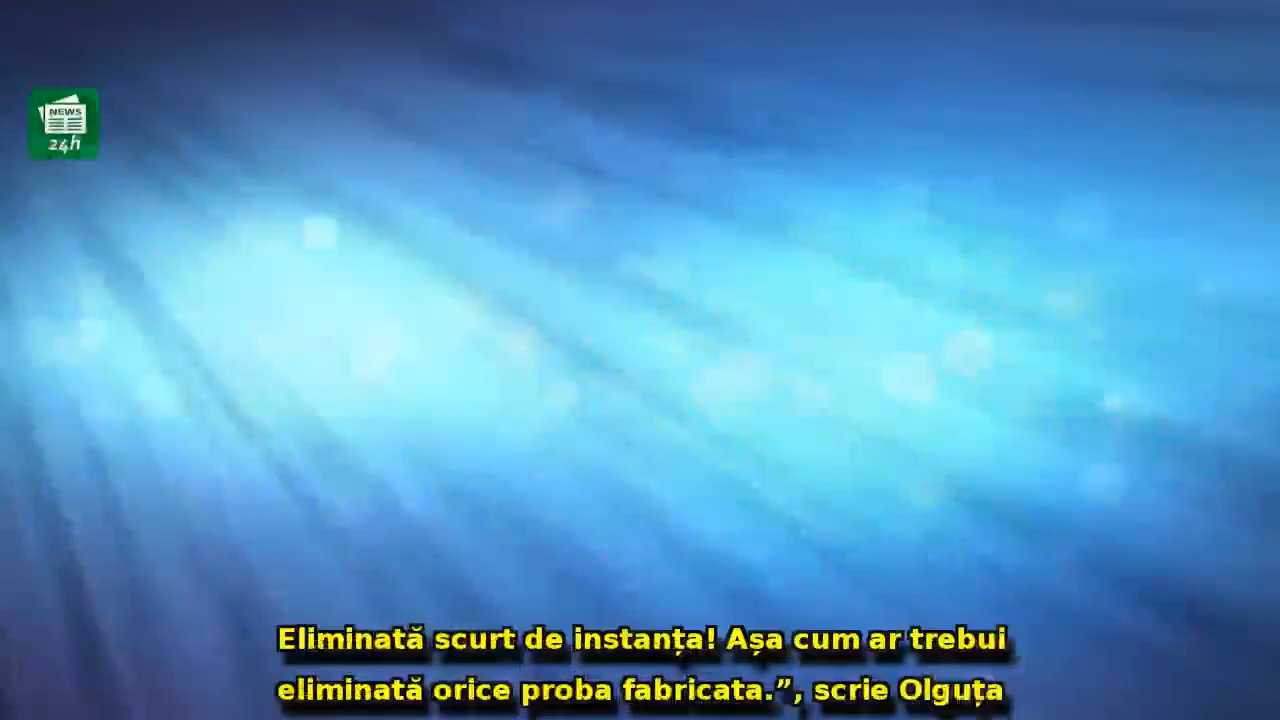 NEWS
24h
Eliminată scurt de instanța! Așa cum ar trebui
eliminată orice proba fabricata.”, scrie Olguța